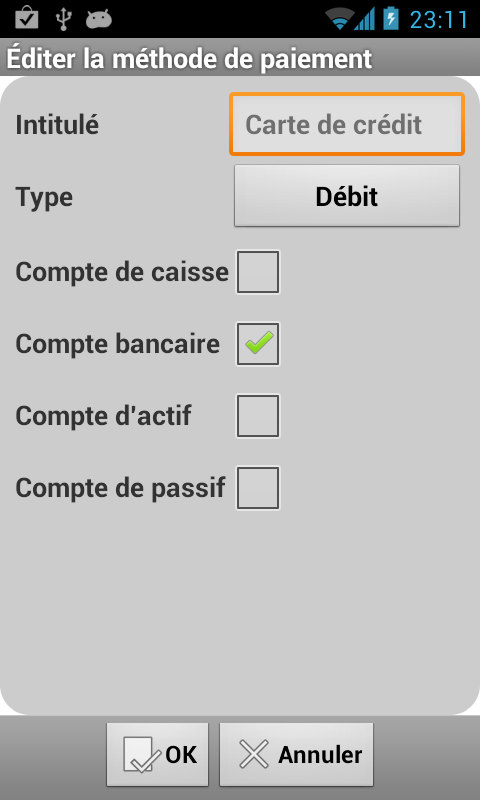 23:11
Éditer la méthode de paiement
Intitulé
Carte de crédit
Type
Débit
Compte de caisse
Compte bancaire
Compte d'actif
Compte de passif
OK
Annuler